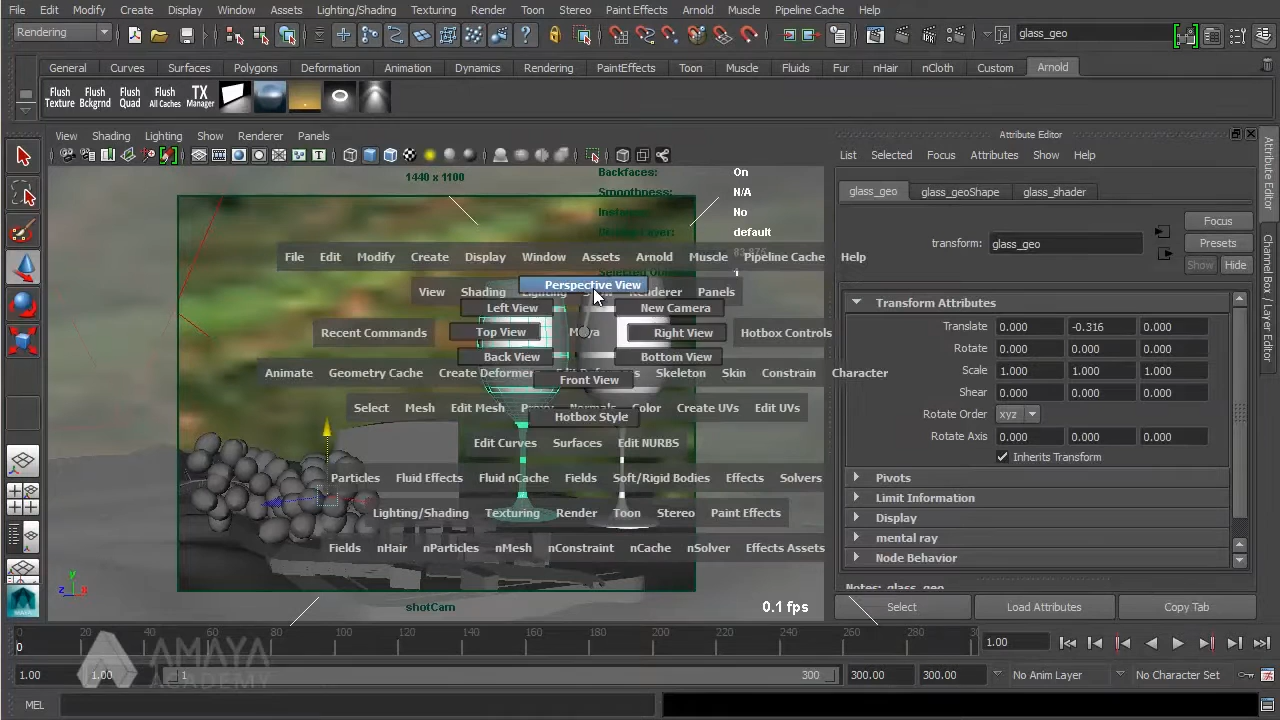 File Edit Modify Create Display Window Assets Lighting/Shading Texturing Render Toon Stereo Paint Effects Arnold Muscle Pipeline Cache Help
Rendering glass_geo
General Curves Surfaces Polygons Deformation Animation Dynamics Rendering PaintEffects Toon Muscle Fluids Fur nHair nCloth Custom Arnold
Flush Texture
Flush Bckgrnd
Flush Quad
Flush All Caches
TX Manager
View Shading Lighting Show Renderer Panels
1440 x 1100
Backfaces: On
Smoothness: N/A
Instance: No
default
83.875
File Edit Modify Create Display Window Assets Arnold Muscle Pipeline Cache Help
Perspective View
View Shading Lighting Renderer Panels
Left View New Camera
Recent Commands Top View Right View Hotbox Controls
Back View Bottom View
Animate Geometry Cache Create Deformers Skeleton Skin Constrain Character
Front View
Select Mesh Edit Mesh Normals Color Create UVs Edit UVs
Hotbox Style
Edit Curves Surfaces Edit NURBS
Particles Fluid Effects Fluid nCache Fields Soft/Rigid Bodies Effects Solvers
Lighting/Shading Texturing Render Toon Stereo Paint Effects
Fields nHair nParticles nMesh nConstraint nCache nSolver Effects Assets
y
z x
shotCam
0.1 fps
Attribute Editor
List Selected Focus Attributes Show Help
glass_geo glass_geoShape glass_shader
transform: glass_geo
Focus
Presets
Show Hide
Transform Attributes
Translate 0.000 -0.316 0.000
Rotate 0.000 0.000 0.000
Scale 1.000 1.000 1.000
Shear 0.000 0.000 0.000
Rotate Order xyz
Rotate Axis 0.000 0.000 0.000
Inherits Transform
Pivots
Limit Information
Display
mental ray
Node Behavior
Notes: glass_geo
Select Load Attributes Copy Tab
Attribute Editor
Channel Box / Layer Editor
0 20 40 60 80 100 120 140 160 180 200 220 240 260 280
0
1.00
1.00 1.00 1 300 300.00 300.00 No Anim Layer No Character Set
AMAYA
ACADEMY
MEL